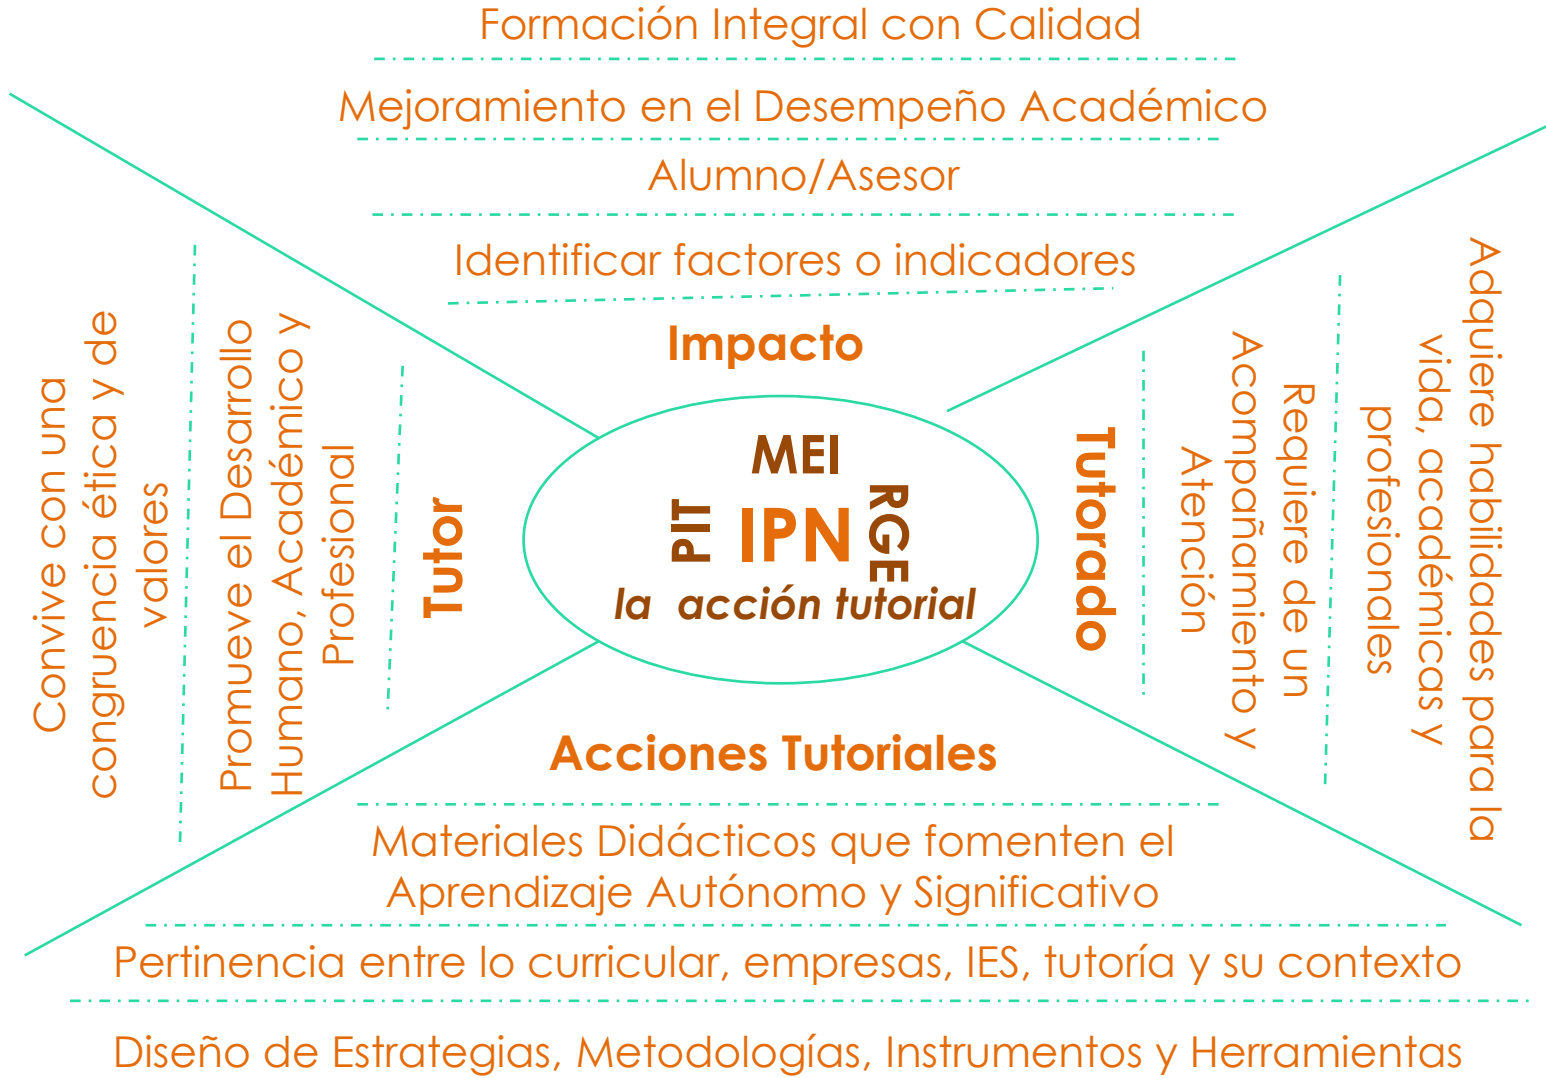 Formación Integral con Calidad
Mejoramiento en el Desempeño Académico
Alumno/Asesor
Identificar factores o indicadores
Impacto
Convive con una
congruencia ética y de
valores
Promueve el Desarrollo
Humano, Académico y
Profesional
Tutor
MEI
PIT
IPN
RGE
la acción tutorial
Tutorado
Requiere de un
Acompañamiento y
Atención
Adquiere habilidades para la
vida, académicas y
profesionales
Acciones Tutoriales
Materiales Didácticos que fomenten el
Aprendizaje Autónomo y Significativo
Pertinencia entre lo curricular, empresas, IES, tutoría y su contexto
Diseño de Estrategias, Metodologías, Instrumentos y Herramientas